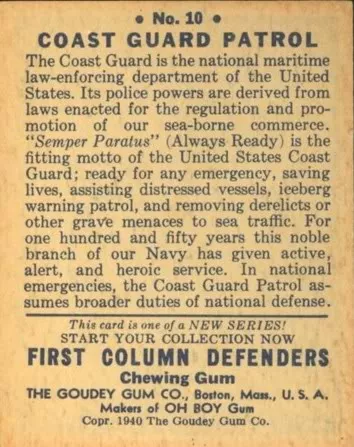 • No. 10 •
COAST GUARD PATROL
The Coast Guard is the national maritime
law-enforcing department of the United
States. Its police powers are derived from
laws enacted for the regulation and pro-
motion of our sea-borne commerce.
"Semper Paratus" (Always Ready) is the
fitting motto of the United States Coast
Guard; ready for any emergency, saving
lives, assisting distressed vessels, iceberg
warning patrol, and removing derelicts or
other grave menaces to sea traffic. For
one hundred and fifty years this noble
branch of our Navy has given active,
alert, and heroic service. In national
emergencies, the Coast Guard Patrol as-
sumes broader duties of national defense.
This card is one of a NEW SERIES!
START YOUR COLLECTION NOW
FIRST COLUMN DEFENDERS
Chewing Gum
THE GOUDEY GUM CO., Boston, Mass., U. S. A.
Makers of OH BOY Gum
Copr. 1940 The Goudey Gum Co.